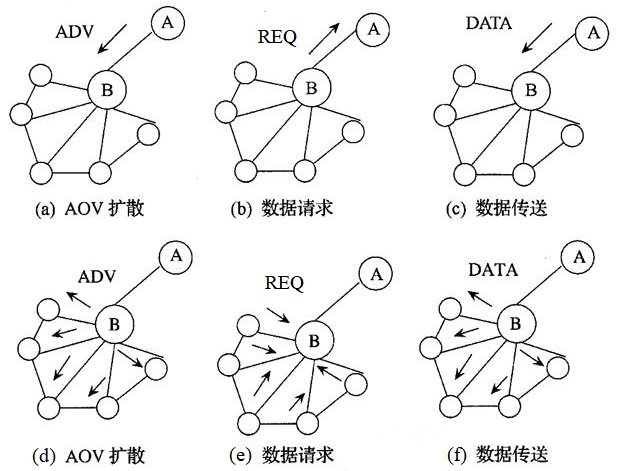 ADV
A
B
(a) AOV 扩散
REQ
A
B
(b) 数据请求
DATA
A
B
(c) 数据传送
ADV
A
B
(d) AOV 扩散
REQ
A
B
(e) 数据请求
DATA
A
B
(f) 数据传送